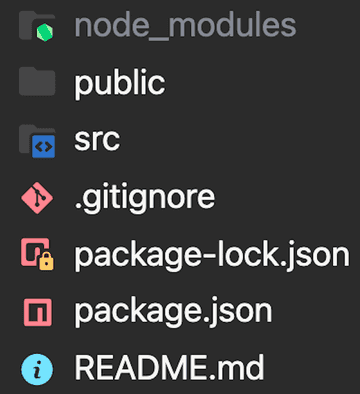 node_modules
public
src
.gitignore
package-lock.json
package.json
README.md